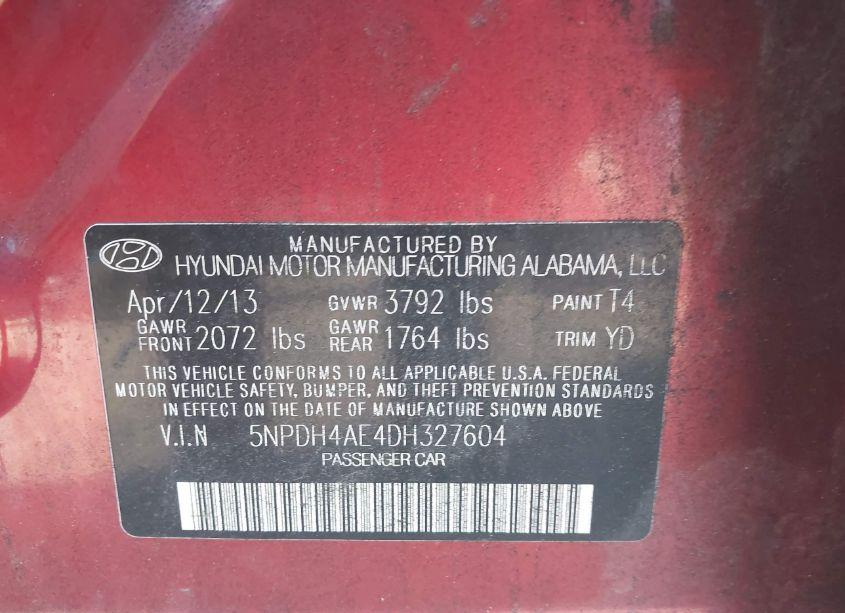 MANUFACTURED BY
HYUNDAI MOTOR MANUFACTURING ALABAMA, LLC
Apr/12/13 GVWR 3792 lbs PAINT T4
GAWR FRONT 2072 lbs GAWR REAR 1764 lbs TRIM YD
THIS VEHICLE CONFORMS TO ALL APPLICABLE U.S.A. FEDERAL
MOTOR VEHICLE SAFETY, BUMPER, AND THEFT PREVENTION STANDARDS
IN EFFECT ON THE DATE OF MANUFACTURE SHOWN ABOVE
V.I.N 5NPDH4AE4DH327604
PASSENGER CAR